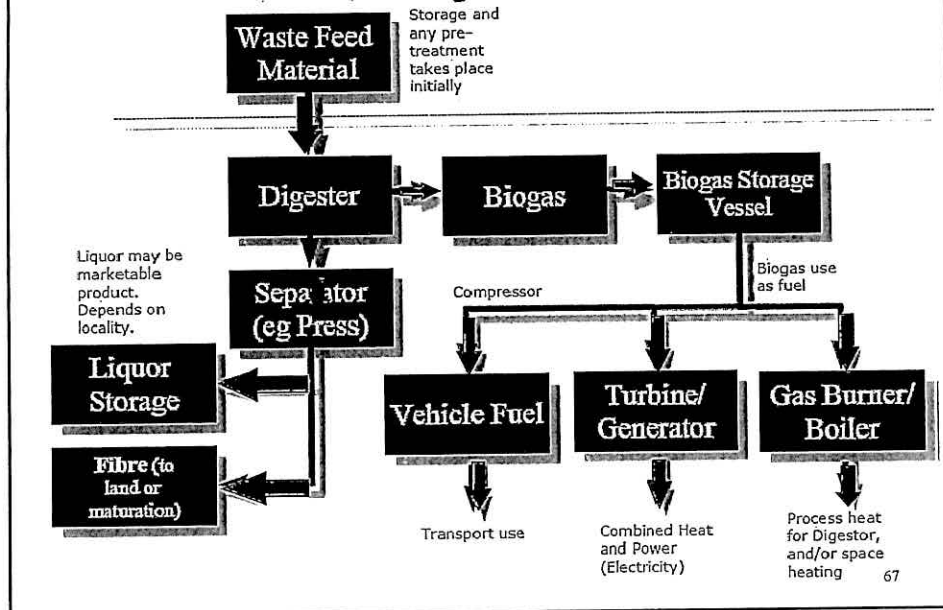 Waste Feed
Material
Storage and
any pre-
treatment
takes place
initially
Digester
Biogas
Biogas Storage
Vessel
Liquor may be
marketable
product.
Depends on
locality.
Separator
(eg Press)
Compressor
Biogas use
as fuel
Liquor
Storage
Vehicle Fuel
Turbine/
Generator
Gas Burner/
Boiler
Fibre (to
land or
maturation)
Transport use
Combined Heat
and Power
(Electricity)
Process heat
for Digestor,
and/or space
heating
67